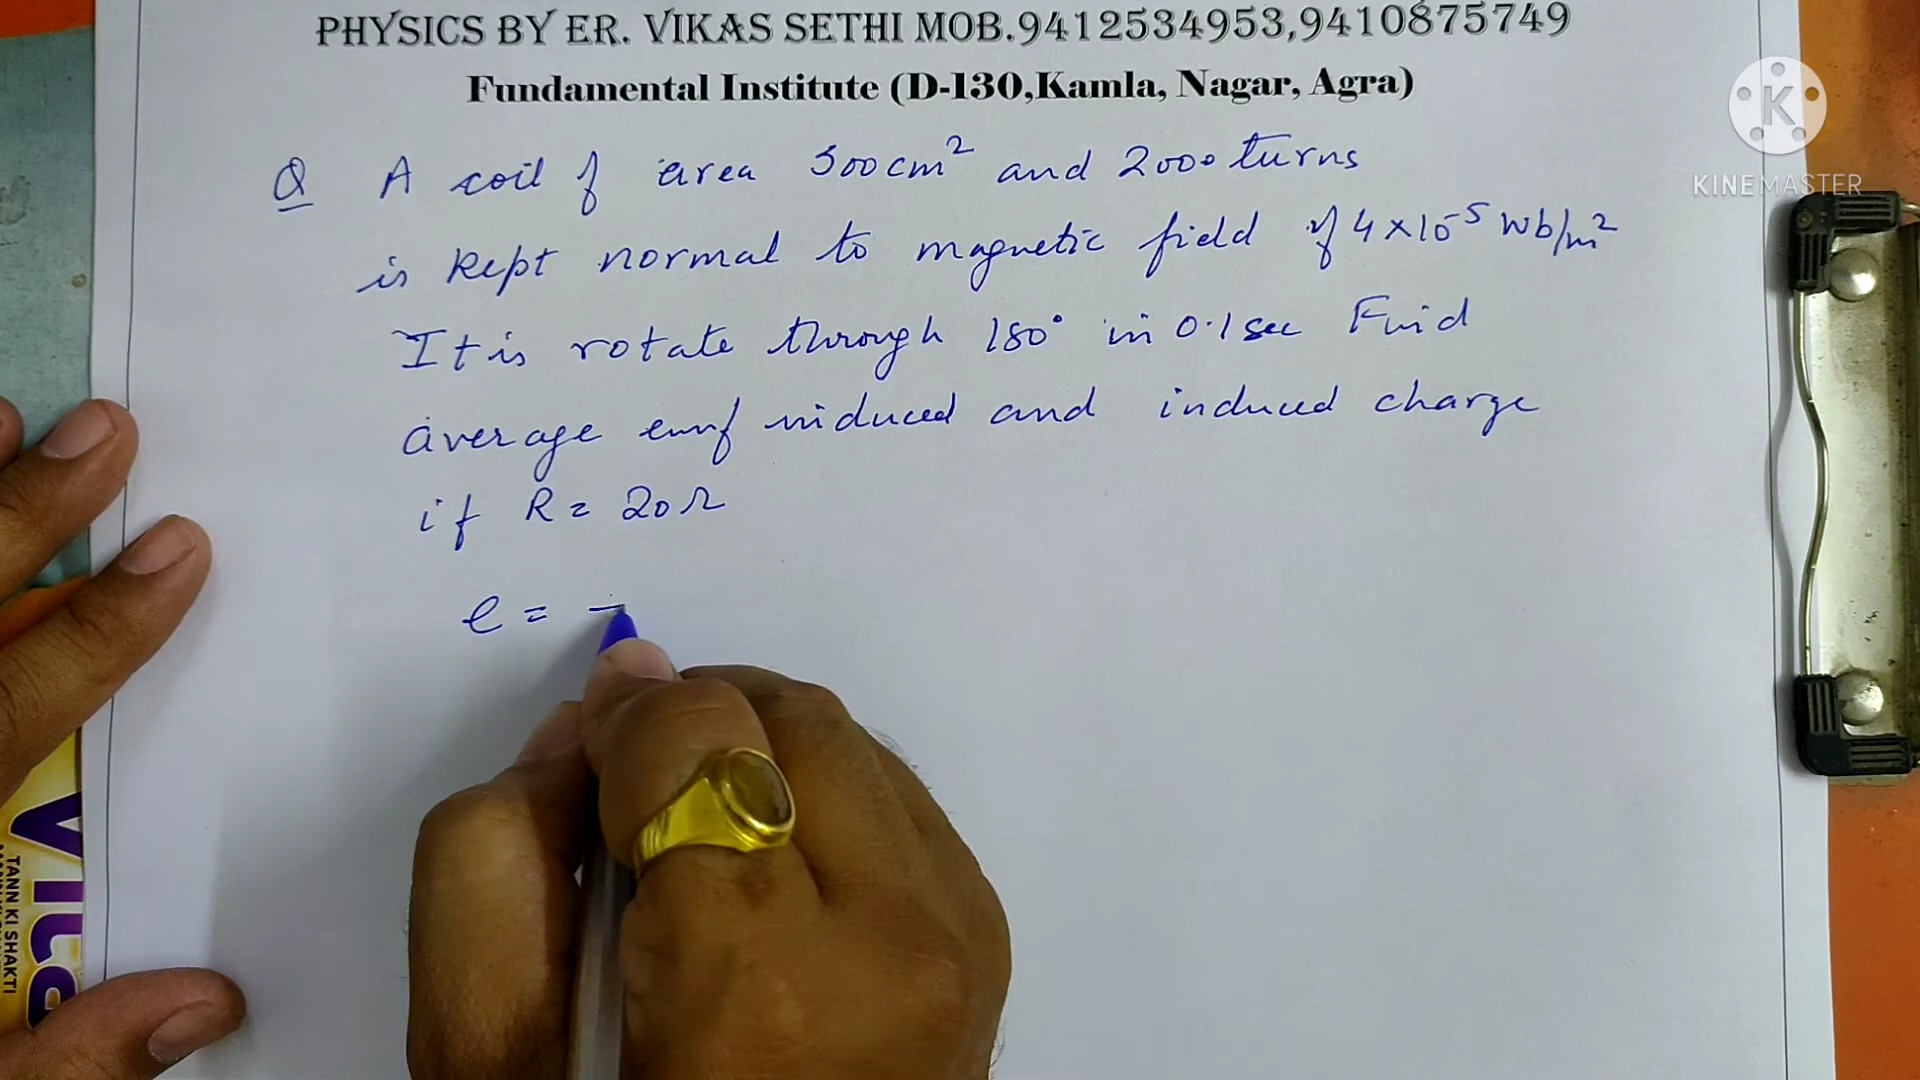 PHYSICS BY ER. VIKAS SETHI MOB.9412534953,9410875749
Fundamental Institute (D-130,Kamla, Nagar, Agra)
KINEMASTER
Q A coil of area 500cm² and 2000 turns
is kept normal to magnetic field of 4×10⁻⁵ Wb/m²
It is rotate through 180° in 0.1 sec Find
average emf induced and induced charge
if R = 20Ω
e = -
TANN KI SHAKTI